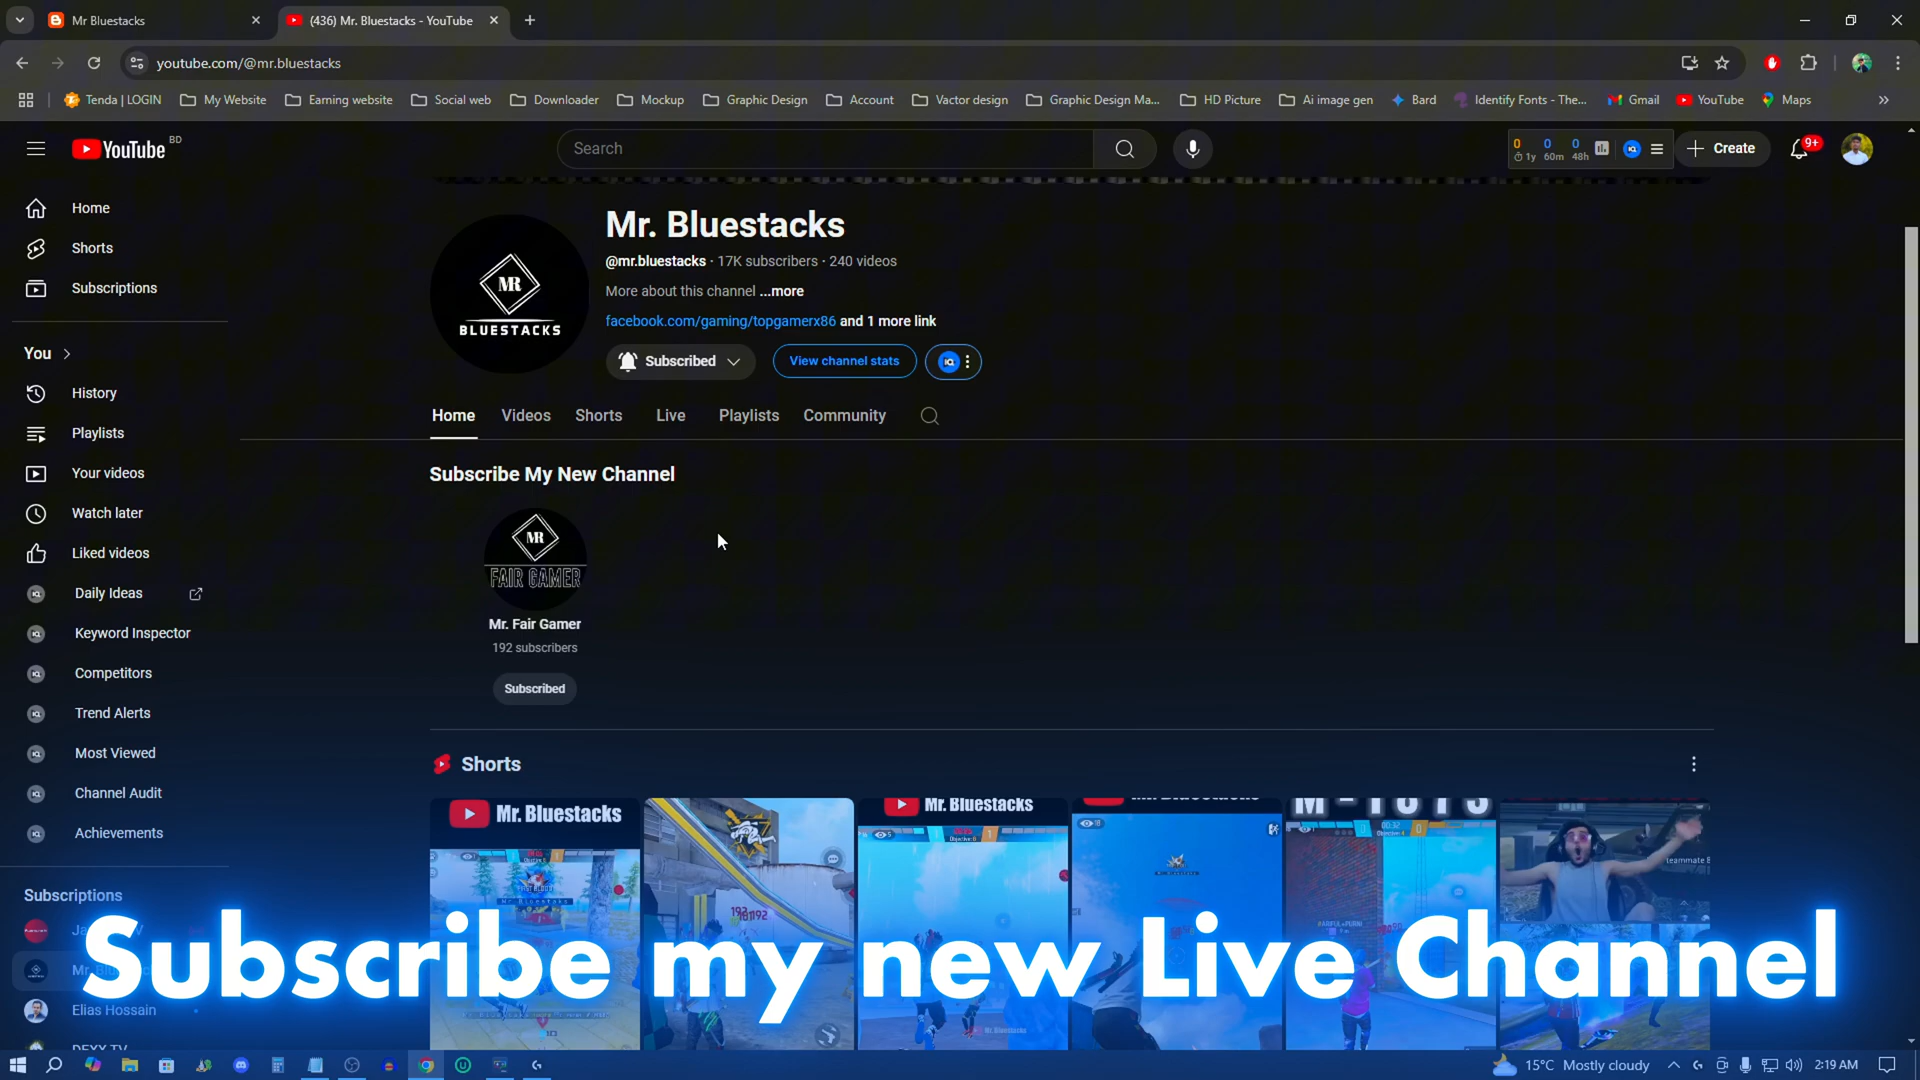 Mr Bluestacks
(436) Mr. Bluestacks - YouTube
youtube.com/@mr.bluestacks
Tenda | LOGIN
My Website
Earning website
Social web
Downloader
Mockup
Graphic Design
Account
Vactor design
Graphic Design Ma...
HD Picture
Ai image gen
Bard
Identify Fonts - The...
Gmail
YouTube
Maps
YouTube BD
Search
0 0 0
1y 60m 48h
Create
9+
Home
Shorts
Subscriptions
You
History
Playlists
Your videos
Watch later
Liked videos
Daily Ideas
Keyword Inspector
Competitors
Trend Alerts
Most Viewed
Channel Audit
Achievements
Subscriptions
Elias Hossain
MR
BLUESTACKS
Mr. Bluestacks
@mr.bluestacks · 17K subscribers · 240 videos
More about this channel ...more
facebook.com/gaming/topgamerx86 and 1 more link
Subscribed
View channel stats
Home
Videos
Shorts
Live
Playlists
Community
Subscribe My New Channel
MR
FAIR GAMER
Mr. Fair Gamer
192 subscribers
Subscribed
Shorts
Mr. Bluestacks
Mr. Bluestacks
Subscribe my new Live Channel
15°C Mostly cloudy
2:19 AM